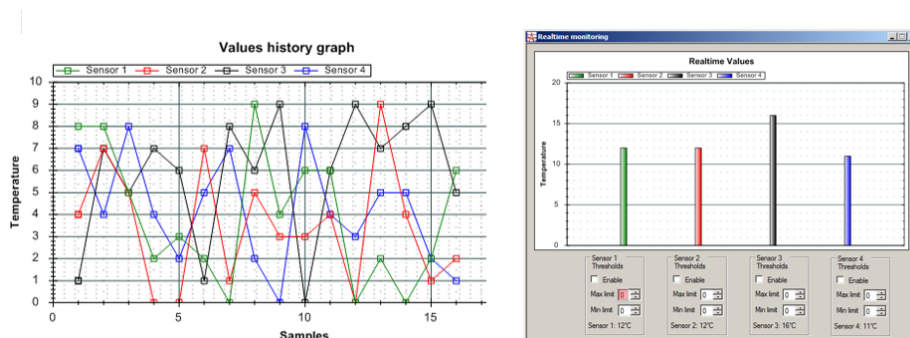 Values history graph
Sensor 1 Sensor 2 Sensor 3 Sensor 4
Temperature
10
9
8
7
6
5
4
3
2
1
0
0 5 10 15
Samples
Realtime monitoring
Realtime Values
Sensor 1 Sensor 2 Sensor 3 Sensor 4
Temperature
20
15
10
5
0
Sensor 1 Thresholds
Enable
Max limit 0
Min limit 0
Sensor 1: 12°C
Sensor 2 Thresholds
Enable
Max limit 0
Min limit 0
Sensor 2: 12°C
Sensor 3 Thresholds
Enable
Max limit 0
Min limit 0
Sensor 3: 16°C
Sensor 4 Thresholds
Enable
Max limit 0
Min limit 0
Sensor 4: 11°C